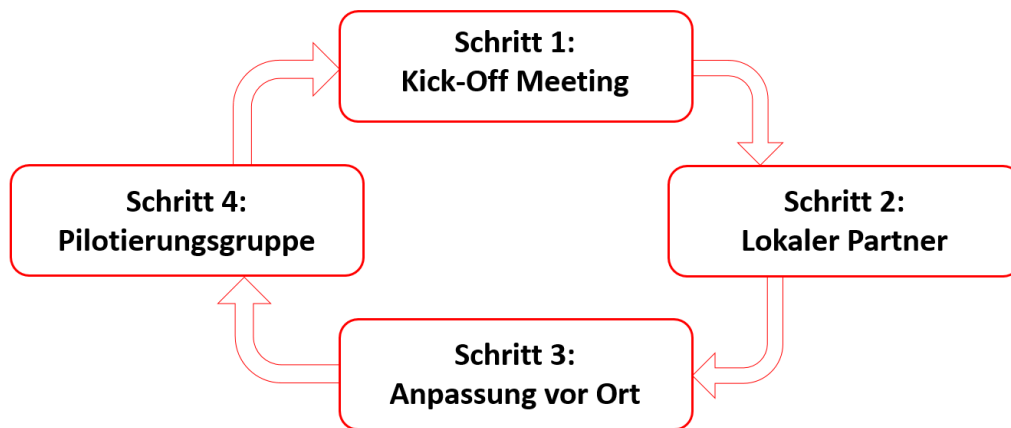 Schritt 1:
Kick-Off Meeting
Schritt 2:
Lokaler Partner
Schritt 3:
Anpassung vor Ort
Schritt 4:
Pilotierungsgruppe